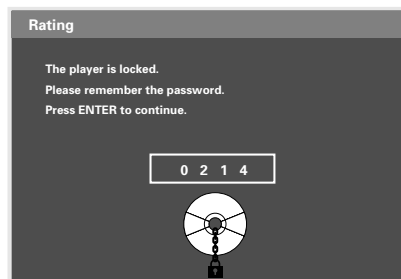 Rating
The player is locked.
Please remember the password.
Press ENTER to continue.
0 2 1 4